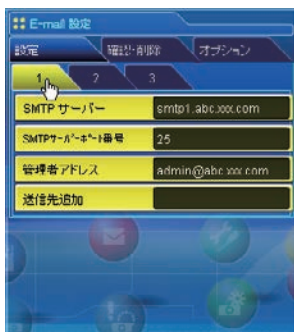 E-mail 設定
設定 確認・削除 オプション
1 2 3
SMTP サーバー smtp1.abc.xxx.com
SMTPサーバーポート番号 25
管理者アドレス admin@abc.xxx.com
送信先追加